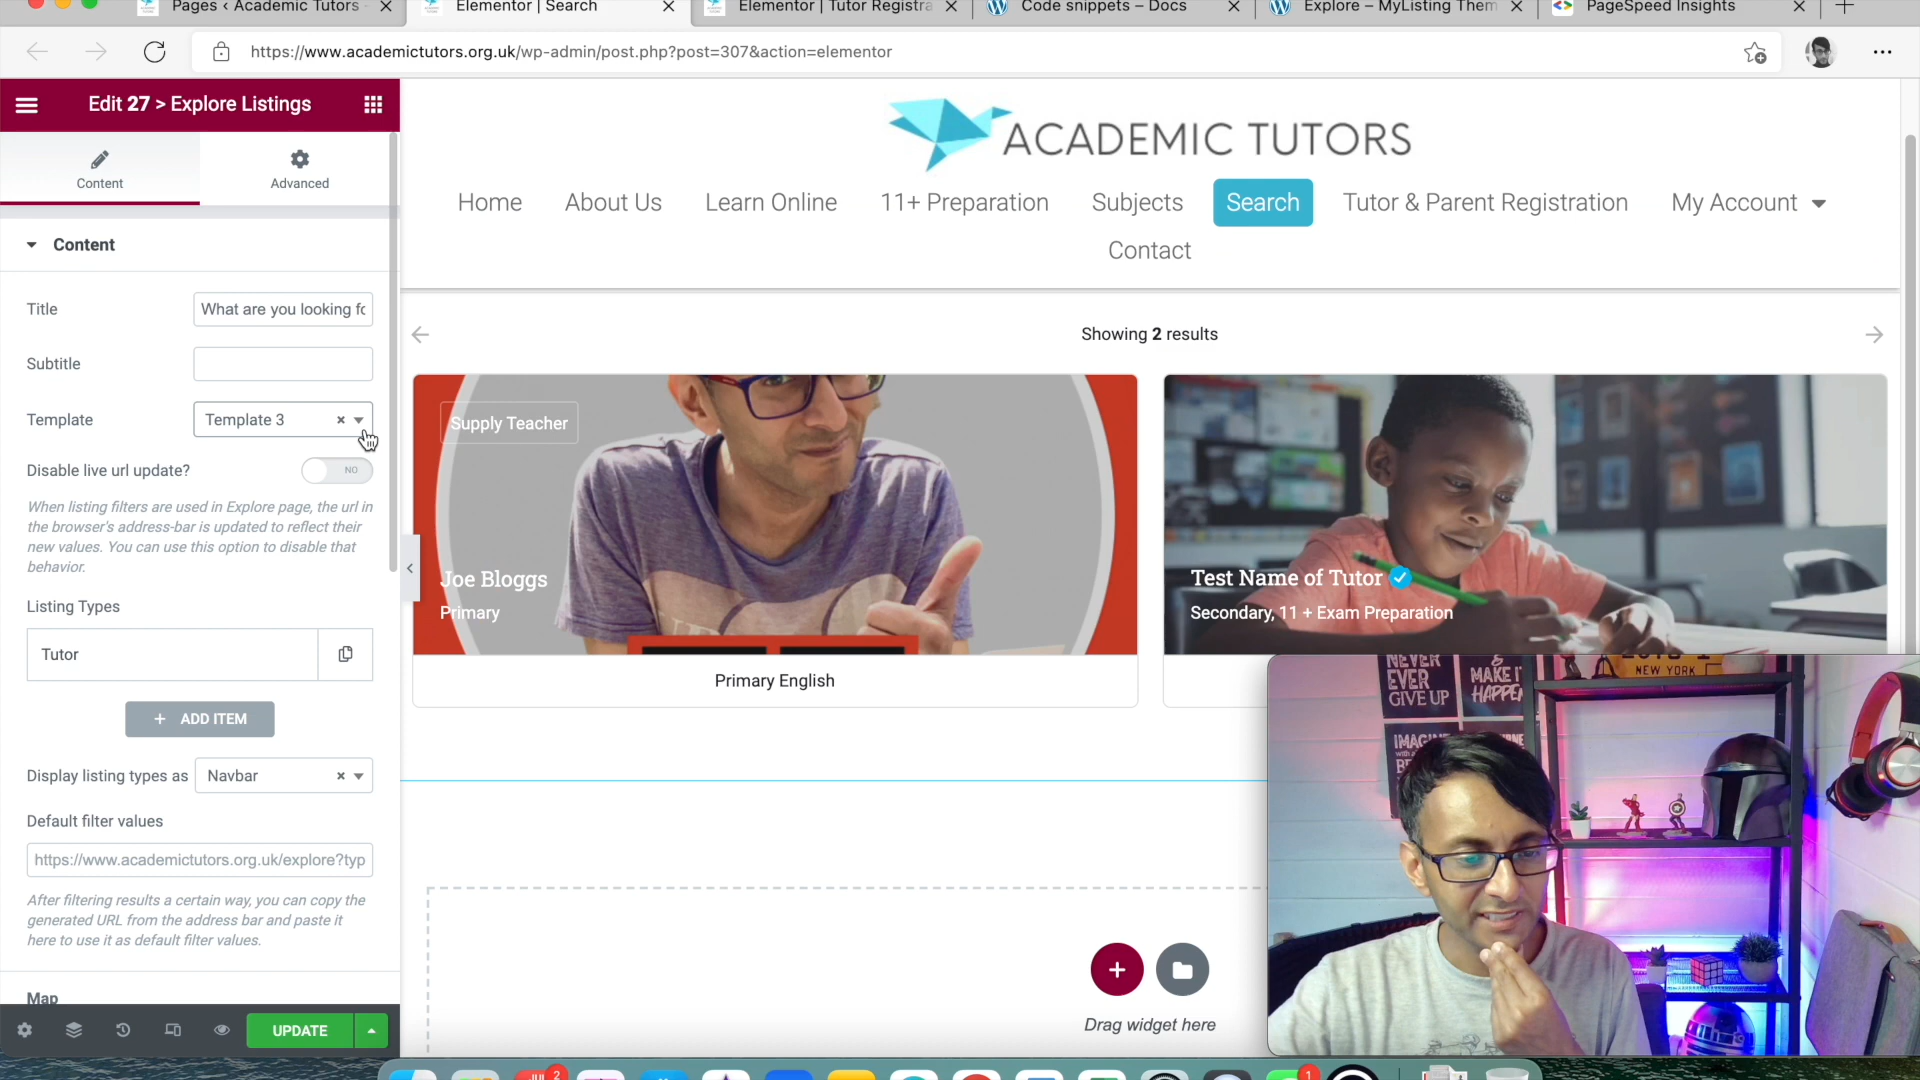 Pages ‹ Academic Tutors -
Elementor | Search
Elementor | Tutor Registra
Code snippets – Docs
Explore – MyListing Them
PageSpeed Insights
https://www.academictutors.org.uk/wp-admin/post.php?post=307&action=elementor
Edit 27 > Explore Listings
Content
Advanced
Content
Title
What are you looking fo
Subtitle
Template
Template 3
Disable live url update?
NO
When listing filters are used in Explore page, the url in
the browser's address-bar is updated to reflect their
new values. You can use this option to disable that
behavior.
Listing Types
Tutor
ADD ITEM
Display listing types as
Navbar
Default filter values
https://www.academictutors.org.uk/explore?typ
After filtering results a certain way, you can copy the
generated URL from the address bar and paste it
here to use it as default filter values.
Map
UPDATE
ACADEMIC TUTORS
Home
About Us
Learn Online
11+ Preparation
Subjects
Search
Tutor & Parent Registration
My Account
Contact
Showing 2 results
Supply Teacher
Joe Bloggs
Primary
Primary English
Test Name of Tutor
Secondary, 11 + Exam Preparation
Drag widget here
NEVER
EVER
GIVE UP
MAKE IT
HAPPEN
NEW YORK
2
1